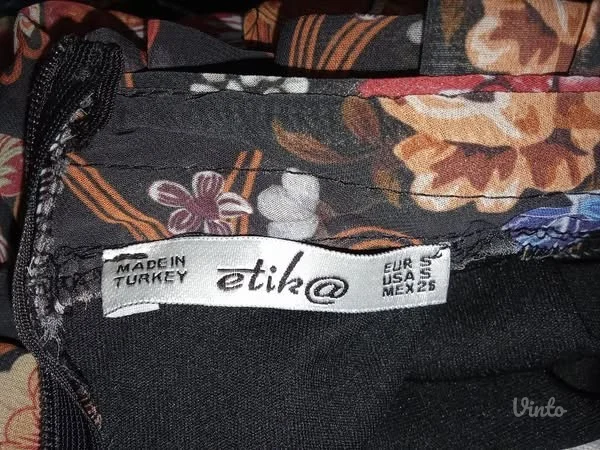 MADE IN
TURKEY
etik@
EUR S
USA S
MEX 26
Vinto